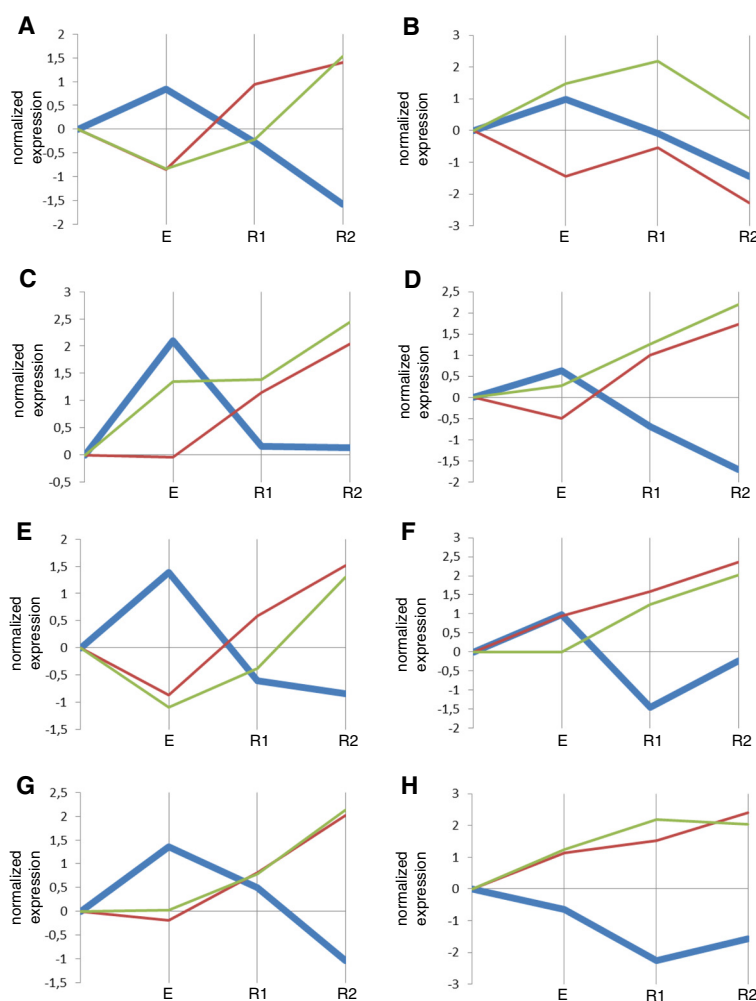 A
normalized
expression
2
1,5
1
0,5
0
-0,5
-1
-1,5
-2
E R1 R2
B
normalized
expression
3
2
1
0
-1
-2
-3
E R1 R2
C
normalized
expression
3
2,5
2
1,5
1
0,5
0
-0,5
E R1 R2
D
normalized
expression
2,5
2
1,5
1
0,5
0
-0,5
-1
-1,5
-2
E R1 R2
E
normalized
expression
2
1,5
1
0,5
0
-0,5
-1
-1,5
E R1 R2
F
normalized
expression
3
2,5
2
1,5
1
0,5
0
-0,5
-1
-1,5
-2
E R1 R2
G
normalized
expression
2,5
2
1,5
1
0,5
0
-0,5
-1
-1,5
E R1 R2
H
normalized
expression
3
2
1
0
-1
-2
-3
E R1 R2